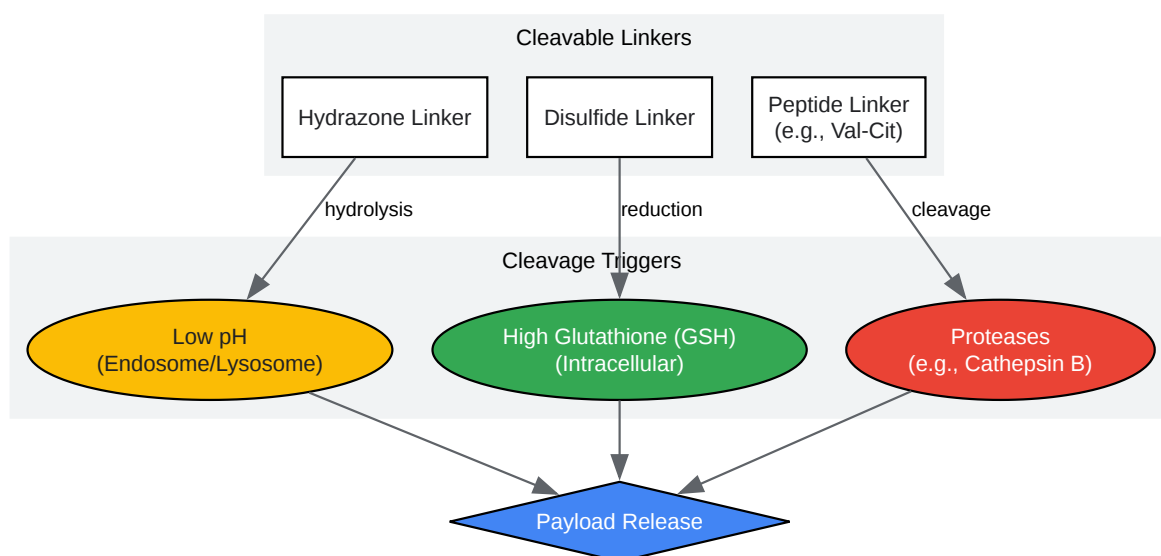 Cleavable Linkers
Hydrazone Linker
Disulfide Linker
Peptide Linker
(e.g., Val-Cit)
hydrolysis
reduction
cleavage
Cleavage Triggers
Low pH
(Endosome/Lysosome)
High Glutathione (GSH)
(Intracellular)
Proteases
(e.g., Cathepsin B)
Payload Release